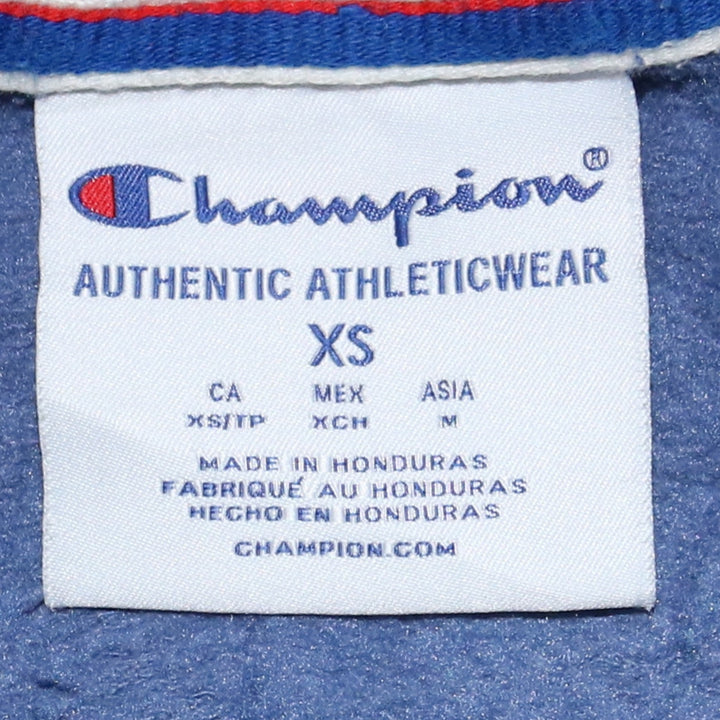 Champion®
AUTHENTIC ATHLETICWEAR
XS
CA MEX ASIA
XS/TP XCH M
MADE IN HONDURAS
FABRIQUÉ AU HONDURAS
HECHO EN HONDURAS
CHAMPION.COM